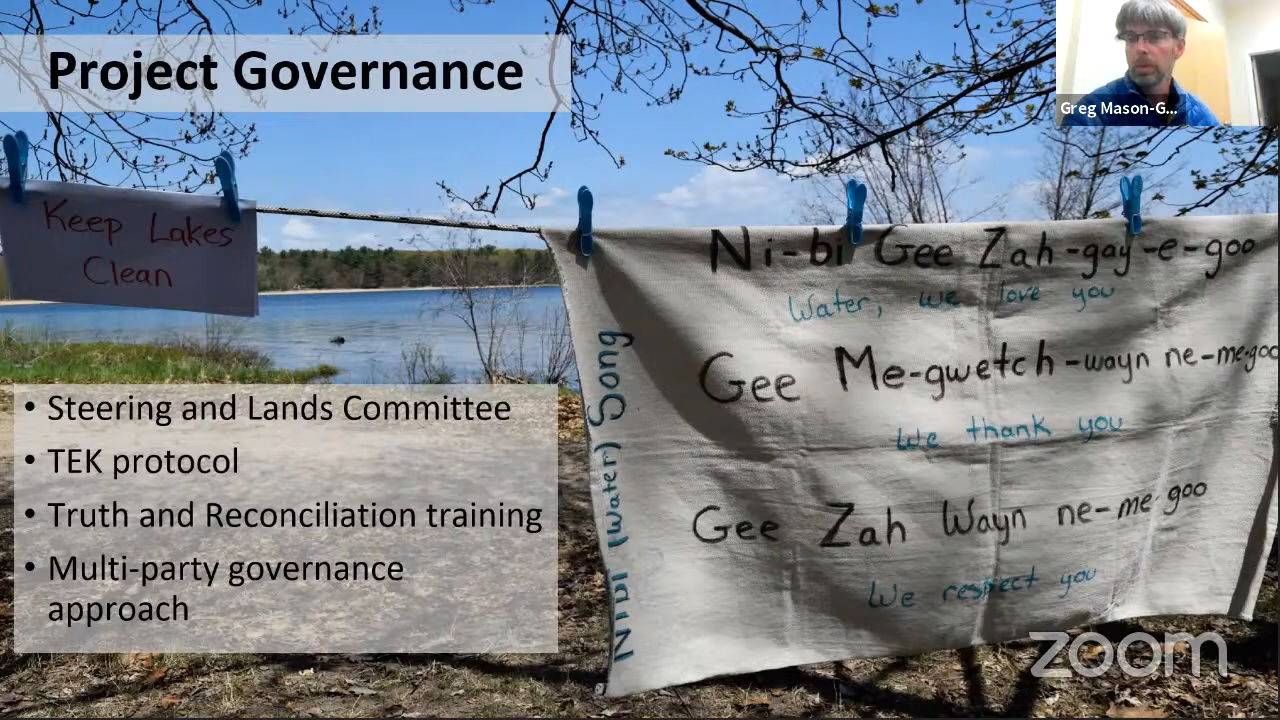 Project Governance
Greg Mason-G...
Keep Lakes
Clean
• Steering and Lands Committee
• TEK protocol
• Truth and Reconciliation training
• Multi-party governance
approach
Nibi (water) Song
Ni-bi Gee Zah-gay-e-goo
Water, we love you
Gee Me-gwetch-wayn ne-me-goo
We thank you
Gee Zah Wayn ne-me-goo
We respect you
zoom